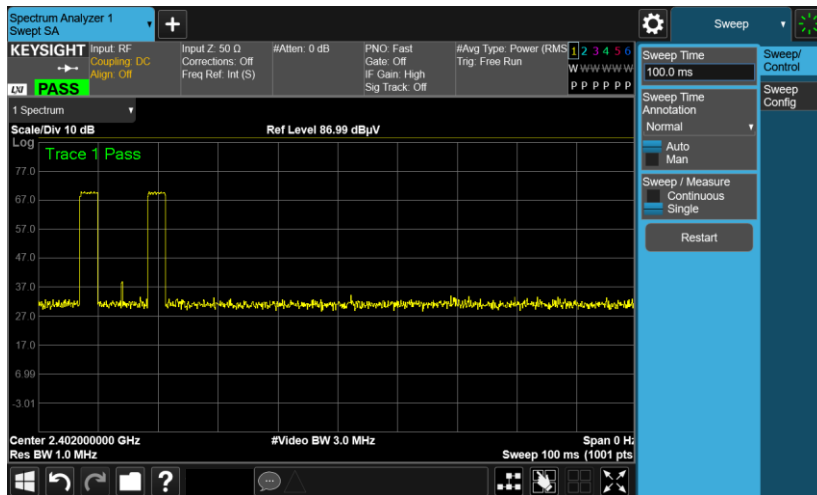 Spectrum Analyzer 1
Swept SA
+
Sweep
KEYSIGHT
Input: RF
Coupling: DC
Align: Off
Input Z: 50 Ω
Corrections: Off
Freq Ref: Int (S)
#Atten: 0 dB
PNO: Fast
Gate: Off
IF Gain: High
Sig Track: Off
#Avg Type: Power (RMS
Trig: Free Run
1 2 3 4 5 6
W W W W W W
P P P P P P
LXI PASS
1 Spectrum
Scale/Div 10 dB
Ref Level 86.99 dBµV
Log
Trace 1 Pass
77.0
67.0
57.0
47.0
37.0
27.0
17.0
6.99
-3.01
Center 2.402000000 GHz
#Video BW 3.0 MHz
Span 0 Hz
Res BW 1.0 MHz
Sweep 100 ms (1001 pts
?
Sweep Time
100.0 ms
Sweep Time
Annotation
Normal
Auto
Man
Sweep / Measure
Continuous
Single
Restart
Sweep/
Control
Sweep
Config